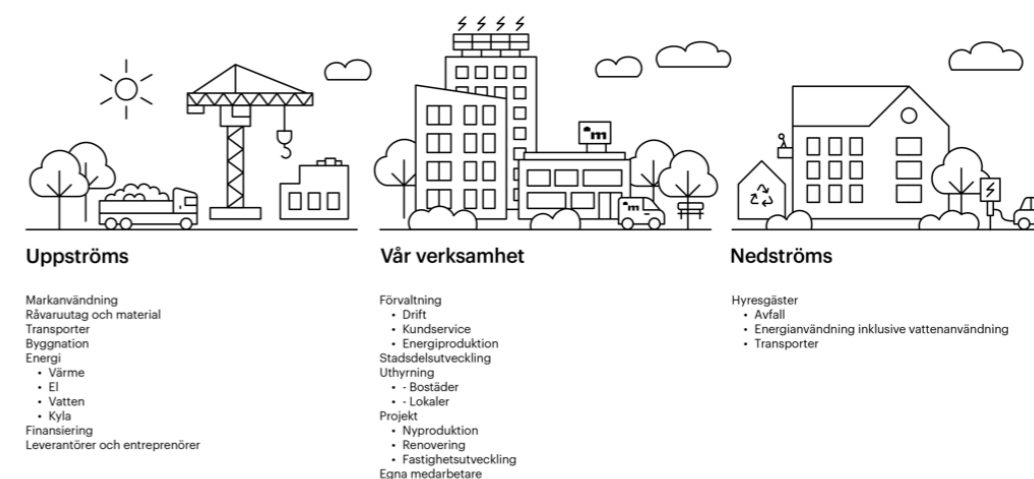 m
m
Uppströms
Markanvändning
Råvaruutag och material
Transporter
Byggnation
Energi
• Värme
• El
• Vatten
• Kyla
Finansiering
Leverantörer och entreprenörer
Vår verksamhet
Förvaltning
• Drift
• Kundservice
• Energiproduktion
Stadsdelsutveckling
Uthyrning
• - Bostäder
• - Lokaler
Projekt
• Nyproduktion
• Renovering
• Fastighetsutveckling
Egna medarbetare
Nedströms
Hyresgäster
• Avfall
• Energianvändning inklusive vattenanvändning
• Transporter